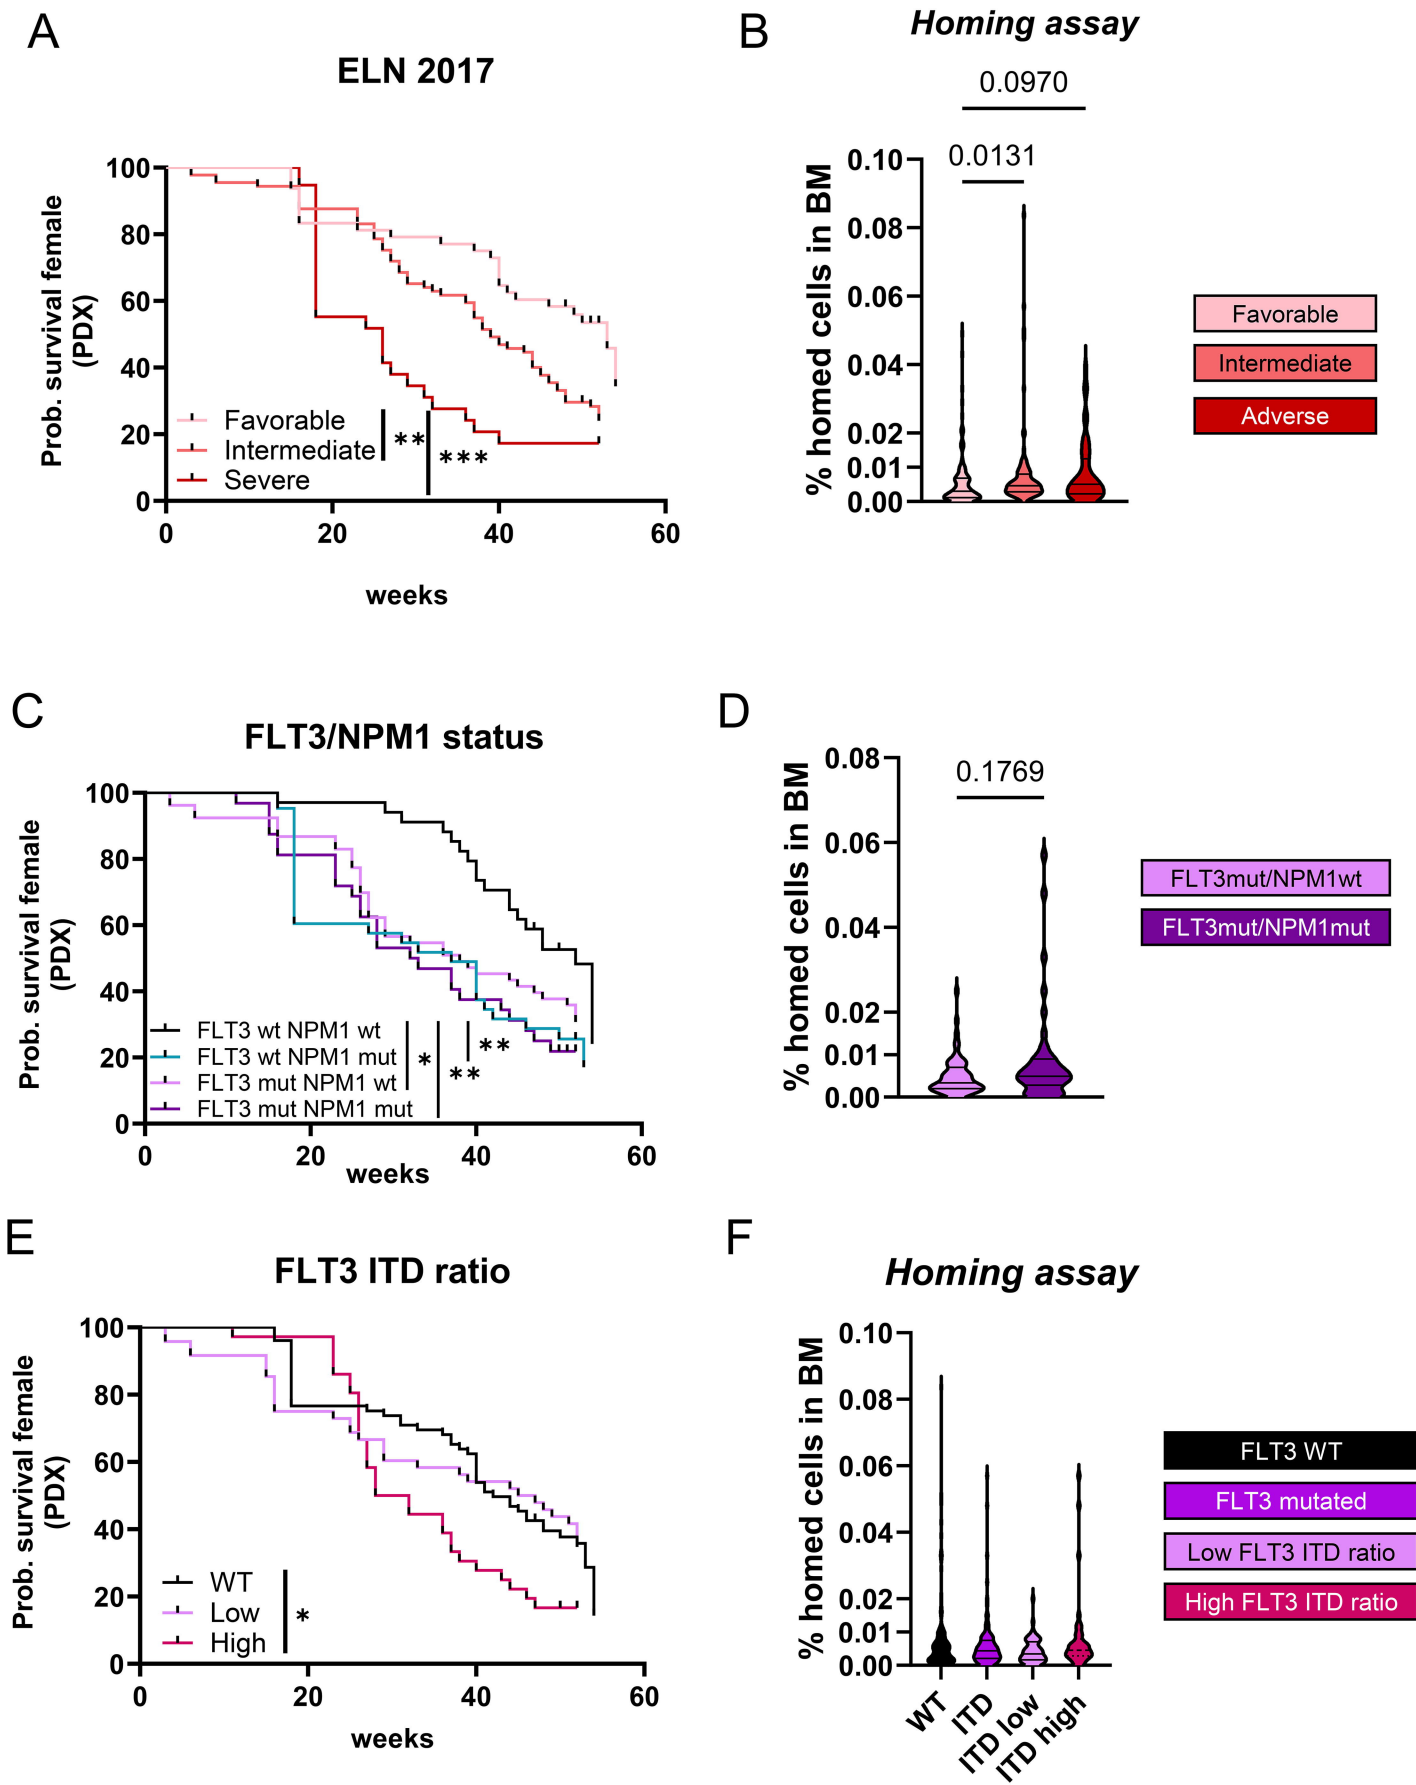 A
ELN 2017
Prob. survival female
(PDX)
100
80
60
40
20
0
Favorable
Intermediate
Severe
**
***
0
20
40
60
weeks
B
Homing assay
0.0970
0.0131
% homed cells in BM
0.10
0.08
0.06
0.04
0.02
0.01
0.00
Favorable
Intermediate
Adverse
C
FLT3/NPM1 status
Prob. survival female
(PDX)
100
80
60
40
20
0
FLT3 wt NPM1 wt
FLT3 wt NPM1 mut
FLT3 mut NPM1 wt
FLT3 mut NPM1 mut
*
**
**
0
20
40
60
weeks
D
0.1769
% homed cells in BM
0.08
0.06
0.04
0.02
0.01
0.00
FLT3mut/NPM1wt
FLT3mut/NPM1mut
E
FLT3 ITD ratio
Prob. survival female
(PDX)
100
80
60
40
20
0
WT
Low
High
*
0
20
40
60
weeks
F
Homing assay
% homed cells in BM
0.10
0.08
0.06
0.04
0.02
0.01
0.00
WT
ITD
ITD low
ITD high
FLT3 WT
FLT3 mutated
Low FLT3 ITD ratio
High FLT3 ITD ratio